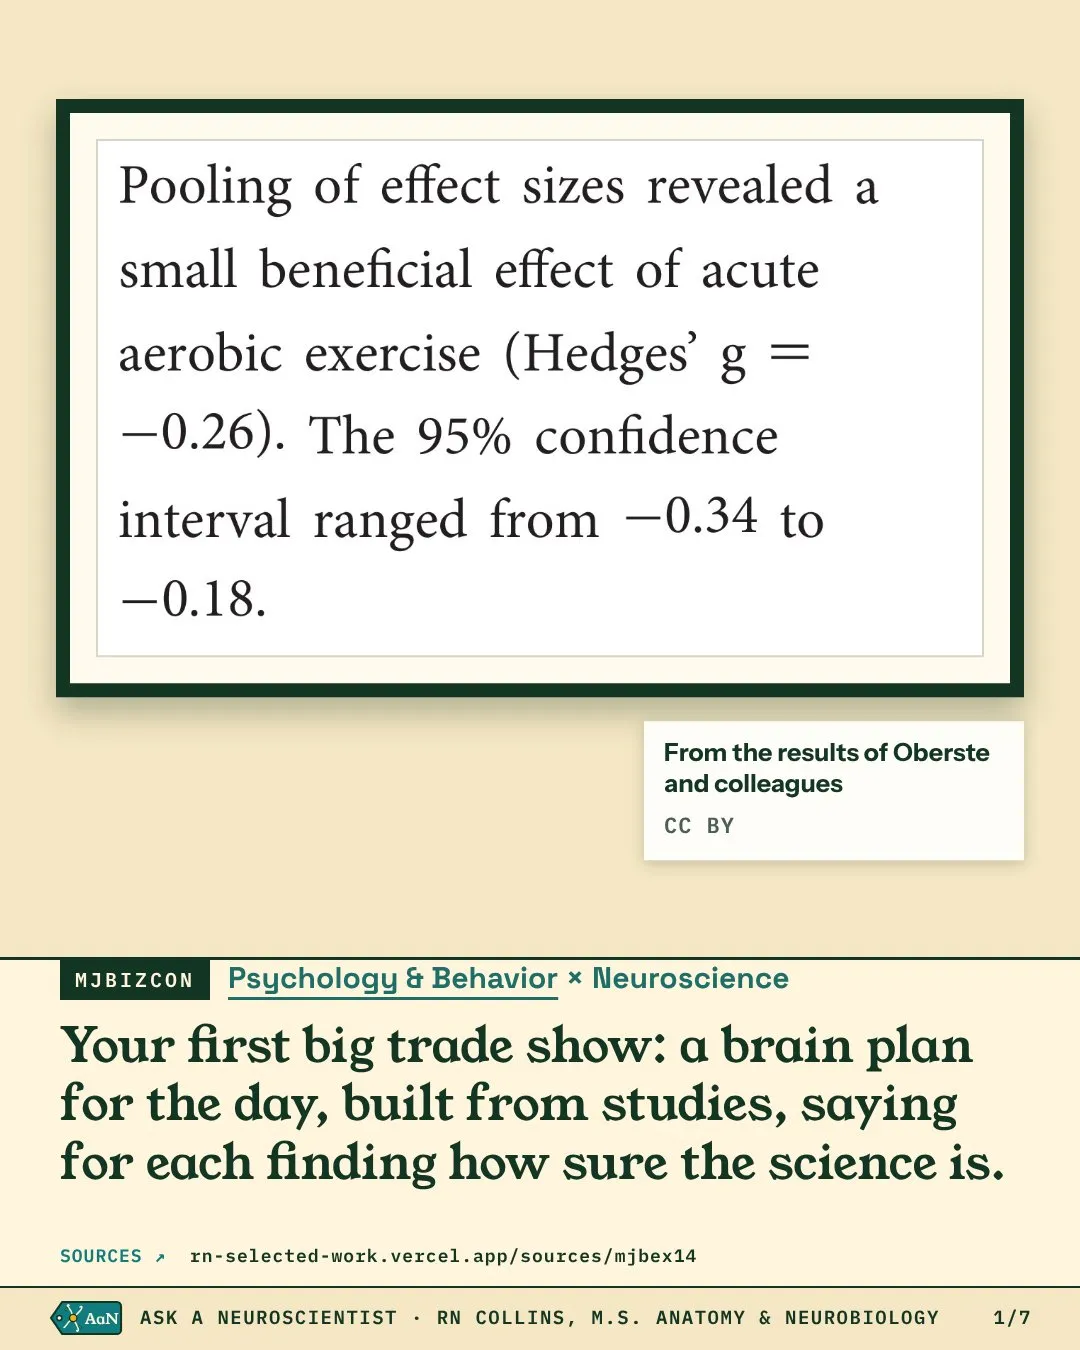 Pooling of effect sizes revealed a
small beneficial effect of acute
aerobic exercise (Hedges’ g =
−0.26). The 95% confidence
interval ranged from −0.34 to
−0.18.
From the results of Oberste
and colleagues
CC BY
MJBIZCON
Psychology & Behavior × Neuroscience
Your first big trade show: a brain plan
for the day, built from studies, saying
for each finding how sure the science is.
SOURCES ↗ rn-selected-work.vercel.app/sources/mjbex14
AaN
ASK A NEUROSCIENTIST · RN COLLINS, M.S. ANATOMY & NEUROBIOLOGY 1/7